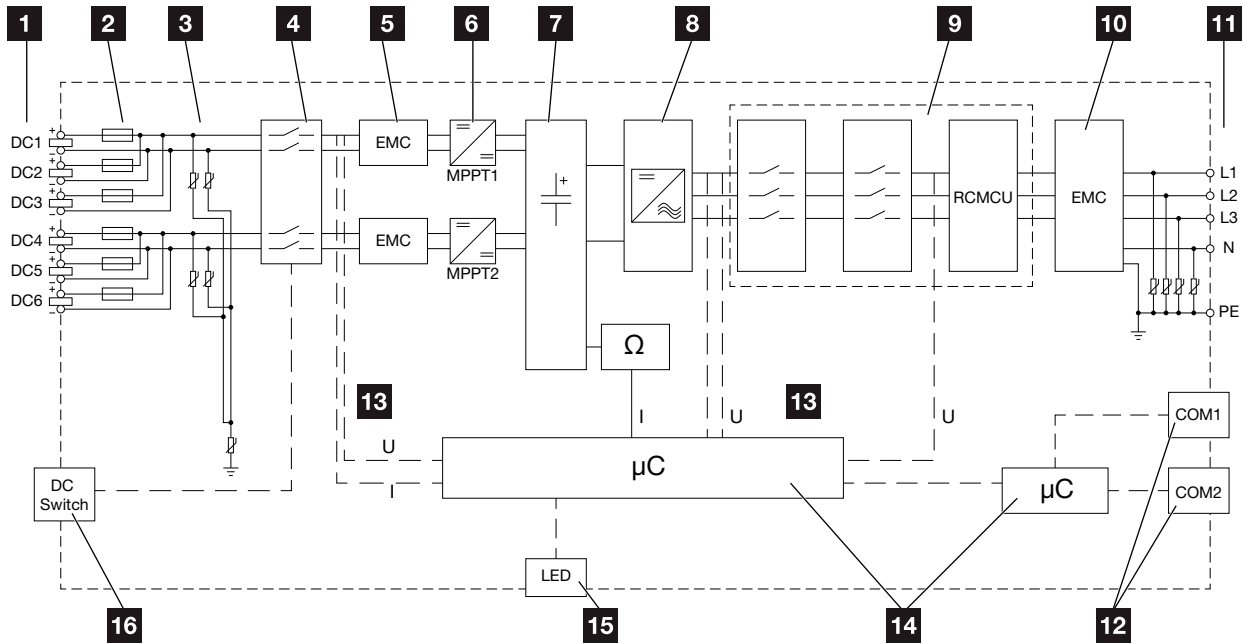 1 2 3 4 5 6 7 8 9 10 11
DC1 + −
DC2 + −
DC3 + −
DC4 + −
DC5 + −
DC6 + −
EMC
MPPT1
EMC
MPPT2
+
RCMCU
EMC
L1
L2
L3
N
PE
Ω
13
13
U
I
I
U
U
µC
µC
COM1
COM2
DC
Switch
LED
16 15 14 12